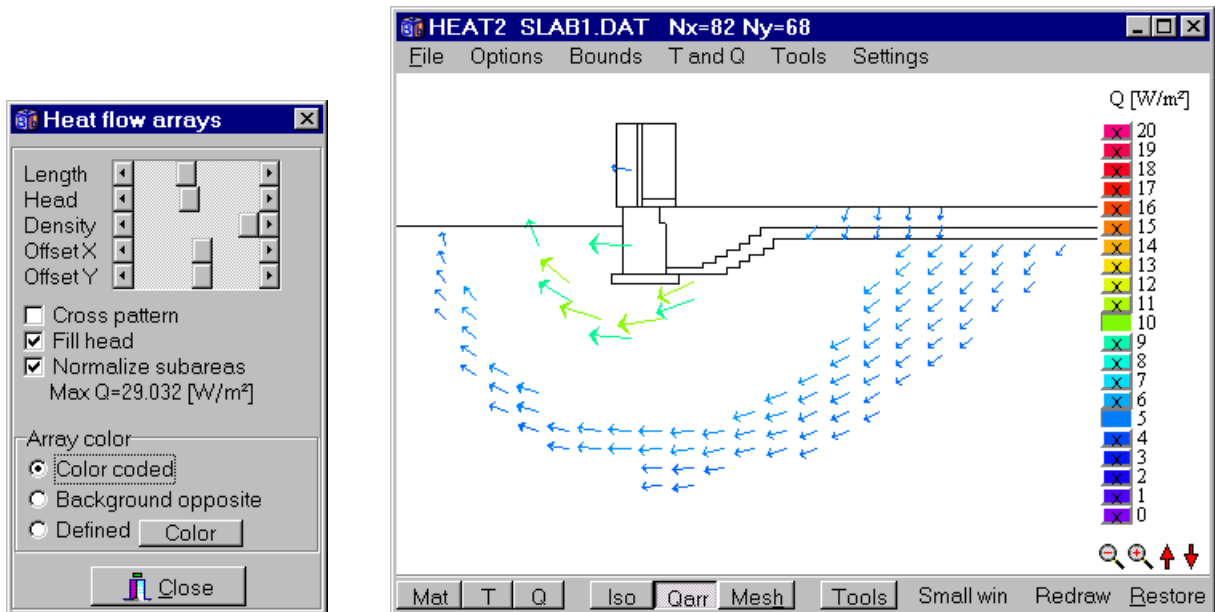 Heat flow arrays
Length
Head
Density
Offset X
Offset Y
Cross pattern
Fill head
Normalize subareas
Max Q=29.032 [W/m²]
Array color
Color coded
Background opposite
Defined Color
Close
HEAT2 SLAB1.DAT Nx=82 Ny=68
File Options Bounds T and Q Tools Settings
Q [W/m²]
20
19
18
17
16
15
14
13
12
11
10
9
8
7
6
5
4
3
2
1
0
Mat T Q Iso Qarr Mesh Tools Small win Redraw Restore